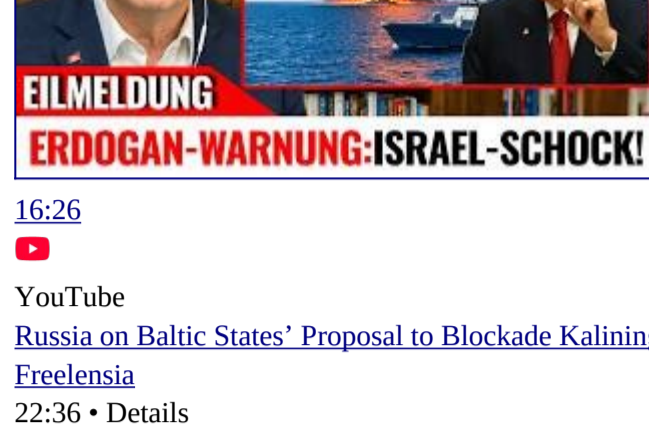 EILMELDUNG
ERDOGAN-WARNUNG:ISRAEL-SCHOCK!
16:26
YouTube
Russia on Baltic States’ Proposal to Blockade Kalinin
Freelensia
22:36 • Details